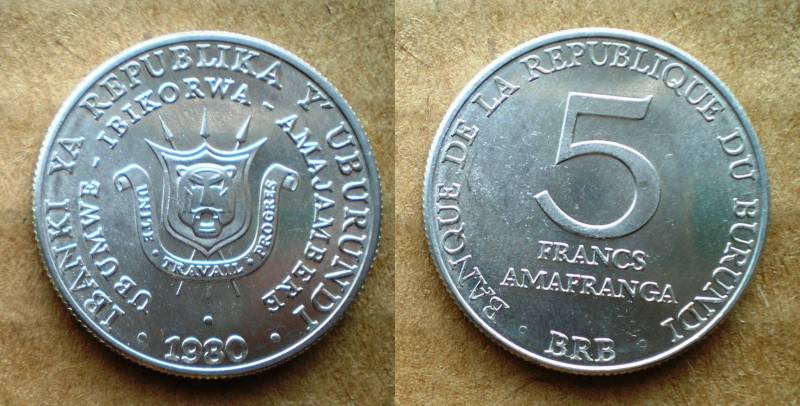 IBANKI YA REPUBLIKA Y'UBURUNDI
UBUMWE - IBIKORWA - AMAJAMBERE
UNITE • TRAVAIL • PROGRES
• 1980 •
BANQUE DE LA REPUBLIQUE DU BURUNDI
5
FRANCS
AMAFRANGA
• BRB •